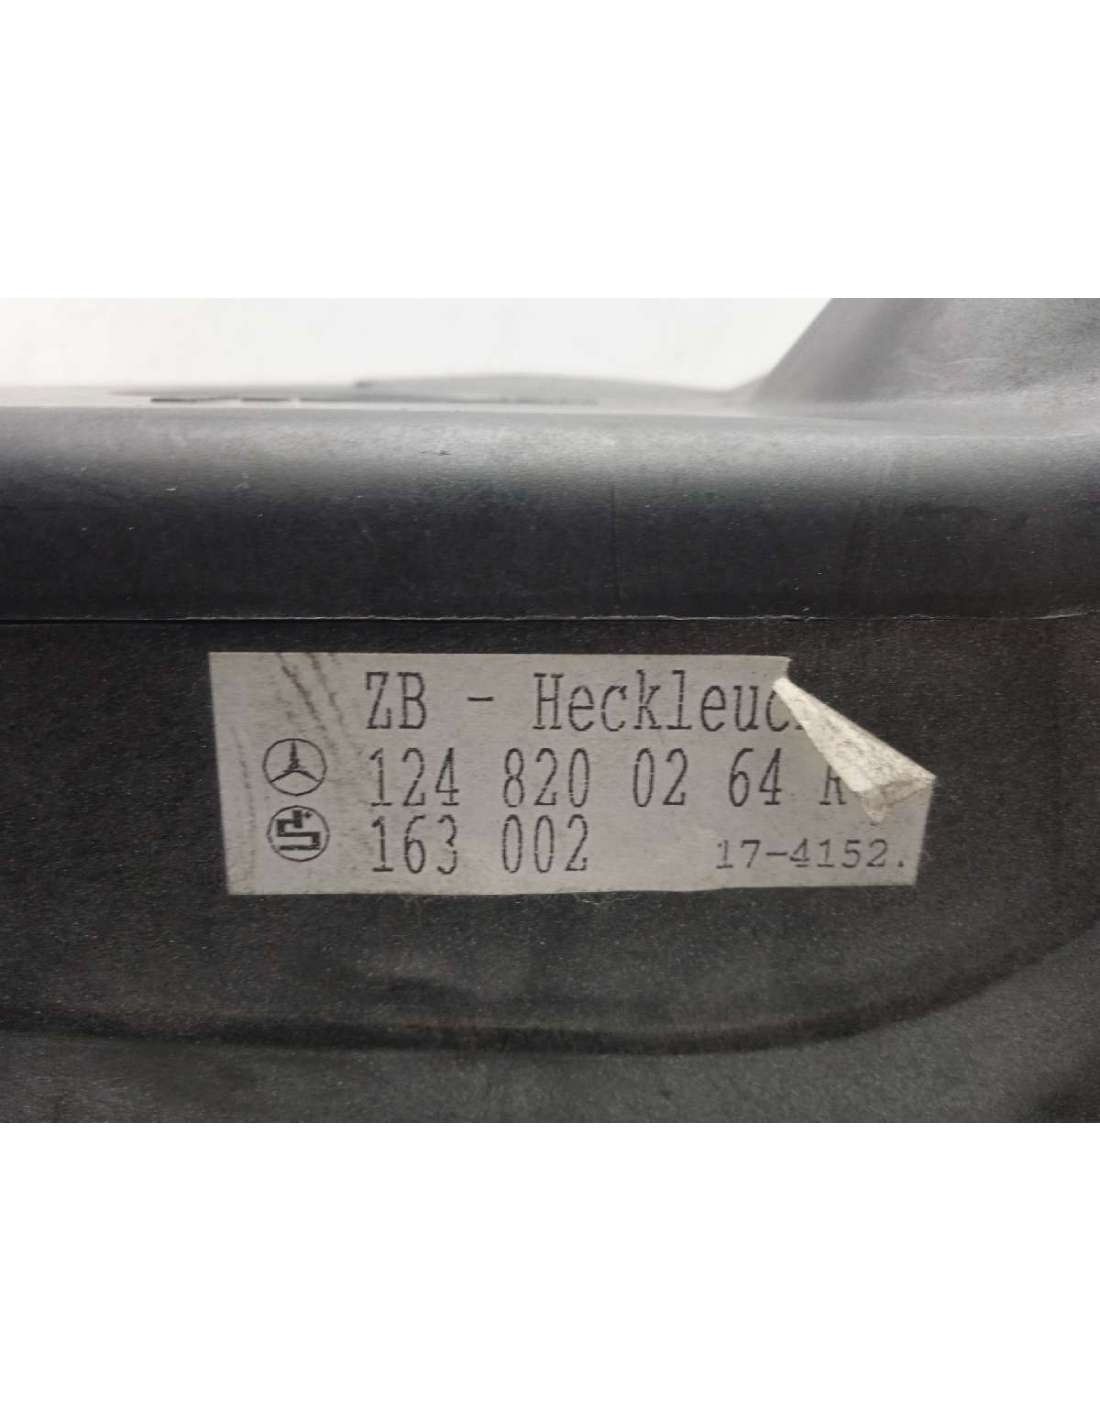 ZB - Heckleuc
124 820 02 64 R
163 002 17-4152.